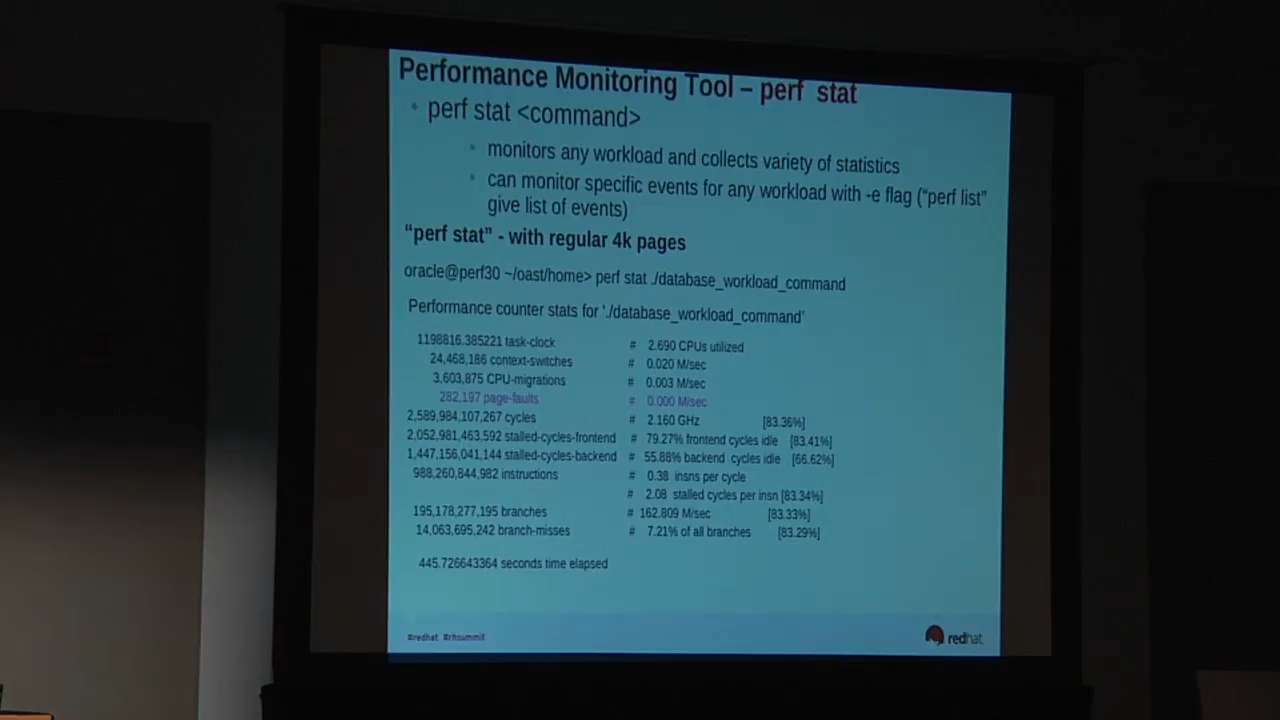 Performance Monitoring Tool – perf stat
perf stat <command>
monitors any workload and collects variety of statistics
can monitor specific events for any workload with -e flag (“perf list”
give list of events)
“perf stat” - with regular 4k pages
oracle@perf30 ~/oast/home> perf stat ./database_workload_command
Performance counter stats for './database_workload_command'
1198816.385221 task-clock # 2.690 CPUs utilized
24,468,186 context-switches # 0.020 M/sec
3,603,875 CPU-migrations # 0.003 M/sec
282,197 page-faults # 0.000 M/sec
2,589,984,107,267 cycles # 2.160 GHz [83.36%]
2,052,981,463,592 stalled-cycles-frontend # 79.27% frontend cycles idle [83.41%]
1,447,156,041,144 stalled-cycles-backend # 55.88% backend cycles idle [66.62%]
988,260,844,982 instructions # 0.38 insns per cycle
# 2.08 stalled cycles per insn [83.34%]
195,178,277,195 branches # 162.809 M/sec [83.33%]
14,063,695,242 branch-misses # 7.21% of all branches [83.29%]
445.726643364 seconds time elapsed
#redhat #rhsummit
redhat.